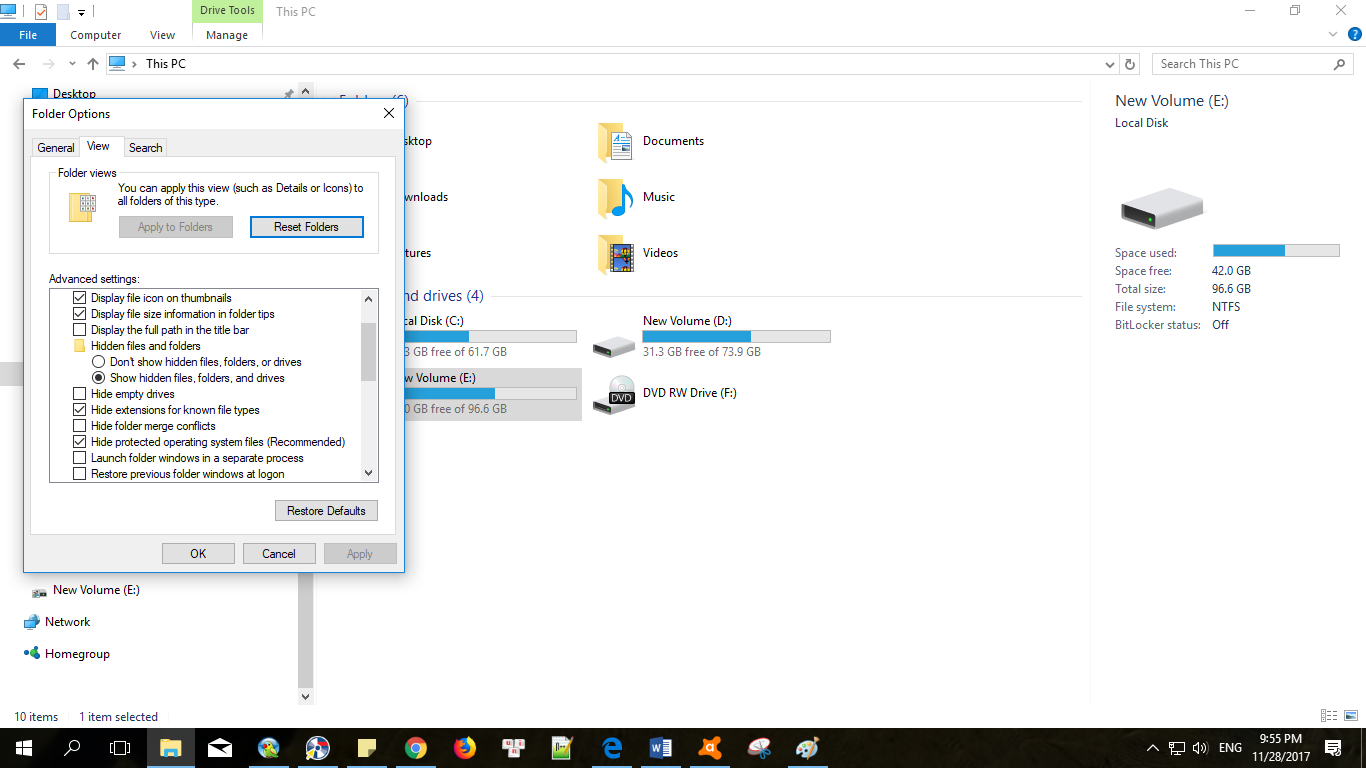 Drive Tools
This PC
File
Computer
View
Manage
This PC
Search This PC
Desktop
Folder Options
General
View
Search
Folder views
You can apply this view (such as Details or Icons) to
all folders of this type.
Apply to Folders
Reset Folders
Advanced settings:
Display file icon on thumbnails
Display file size information in folder tips
Display the full path in the title bar
Hidden files and folders
Don't show hidden files, folders, or drives
Show hidden files, folders, and drives
Hide empty drives
Hide extensions for known file types
Hide folder merge conflicts
Hide protected operating system files (Recommended)
Launch folder windows in a separate process
Restore previous folder windows at logon
Restore Defaults
OK
Cancel
Apply
New Volume (E:)
Network
Homegroup
10 items
1 item selected
sktop
Documents
wnloads
Music
tures
Videos
nd drives (4)
cal Disk (C:)
3 GB free of 61.7 GB
New Volume (D:)
31.3 GB free of 73.9 GB
w Volume (E:)
0 GB free of 96.6 GB
DVD
DVD RW Drive (F:)
New Volume (E:)
Local Disk
Space used:
Space free: 42.0 GB
Total size: 96.6 GB
File system: NTFS
BitLocker status: Off
ENG
9:55 PM
11/28/2017